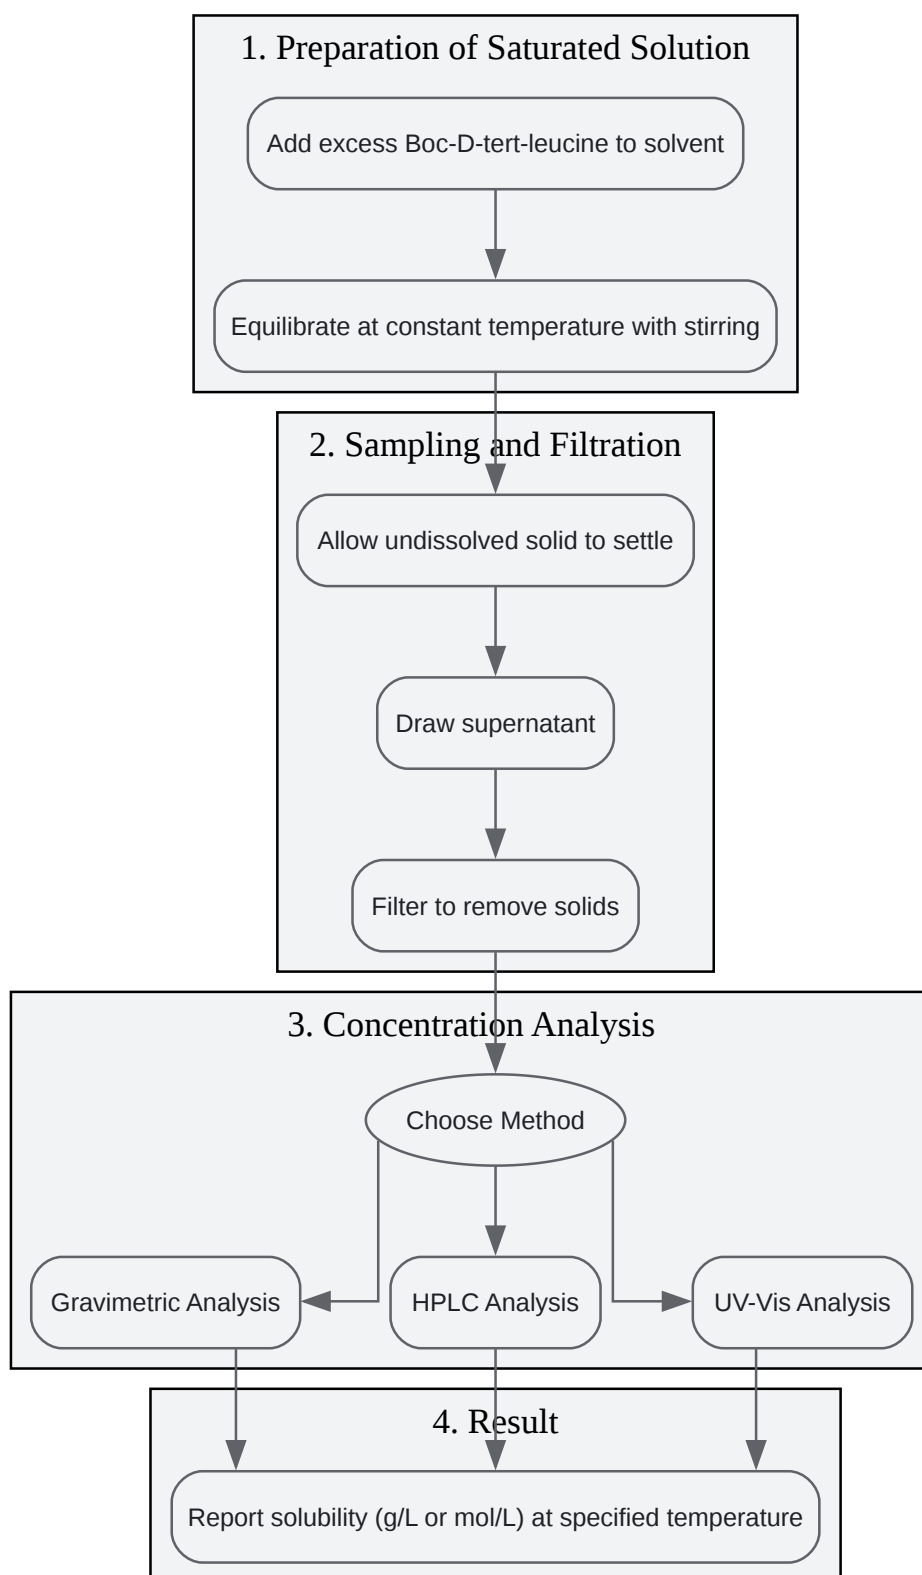 1. Preparation of Saturated Solution
Add excess Boc-D-tert-leucine to solvent
Equilibrate at constant temperature with stirring
2. Sampling and Filtration
Allow undissolved solid to settle
Draw supernatant
Filter to remove solids
3. Concentration Analysis
Choose Method
Gravimetric Analysis
HPLC Analysis
UV-Vis Analysis
4. Result
Report solubility (g/L or mol/L) at specified temperature